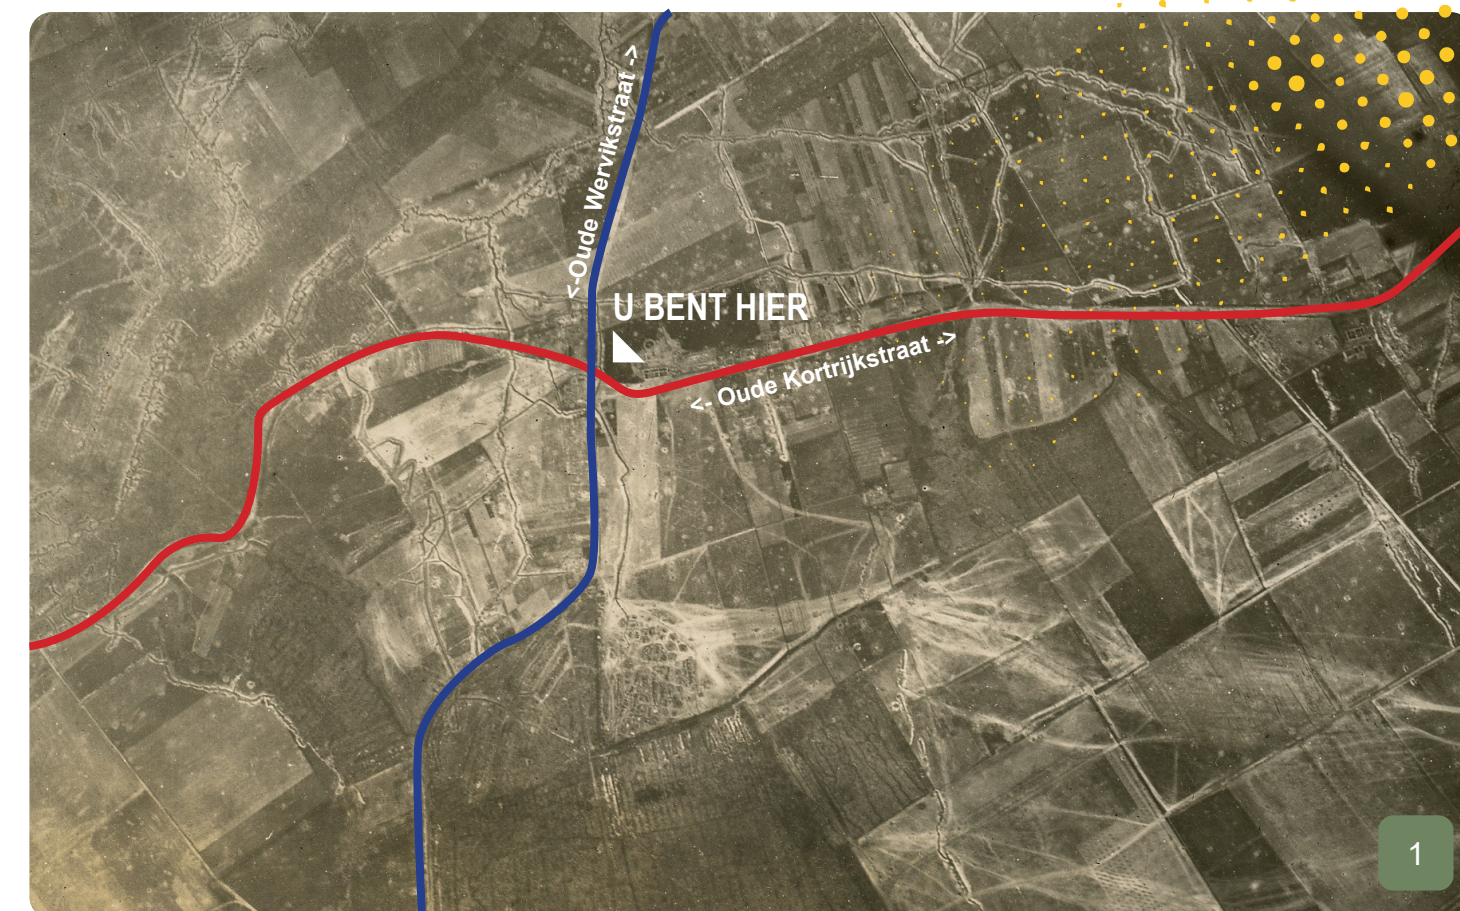 <-Oude Wervikstraat ->
U BENT HIER
<- Oude Kortrijkstraat ->
1